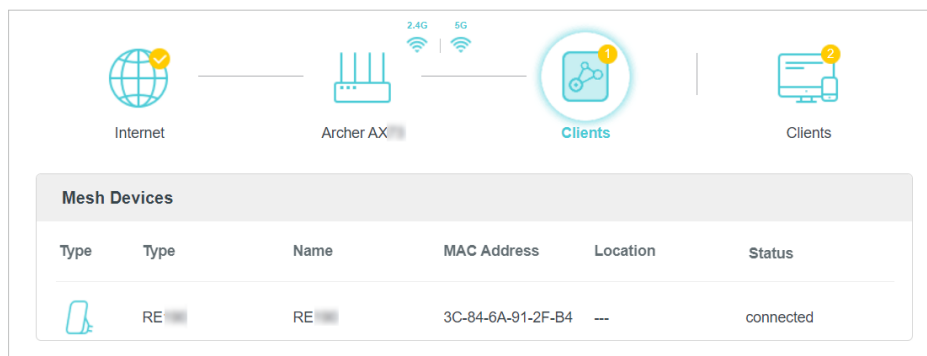 2.4G 5G
1
2
Internet
Archer AX
Clients
Clients
Mesh Devices
Type Type Name MAC Address Location Status
RE RE 3C-84-6A-91-2F-B4 --- connected